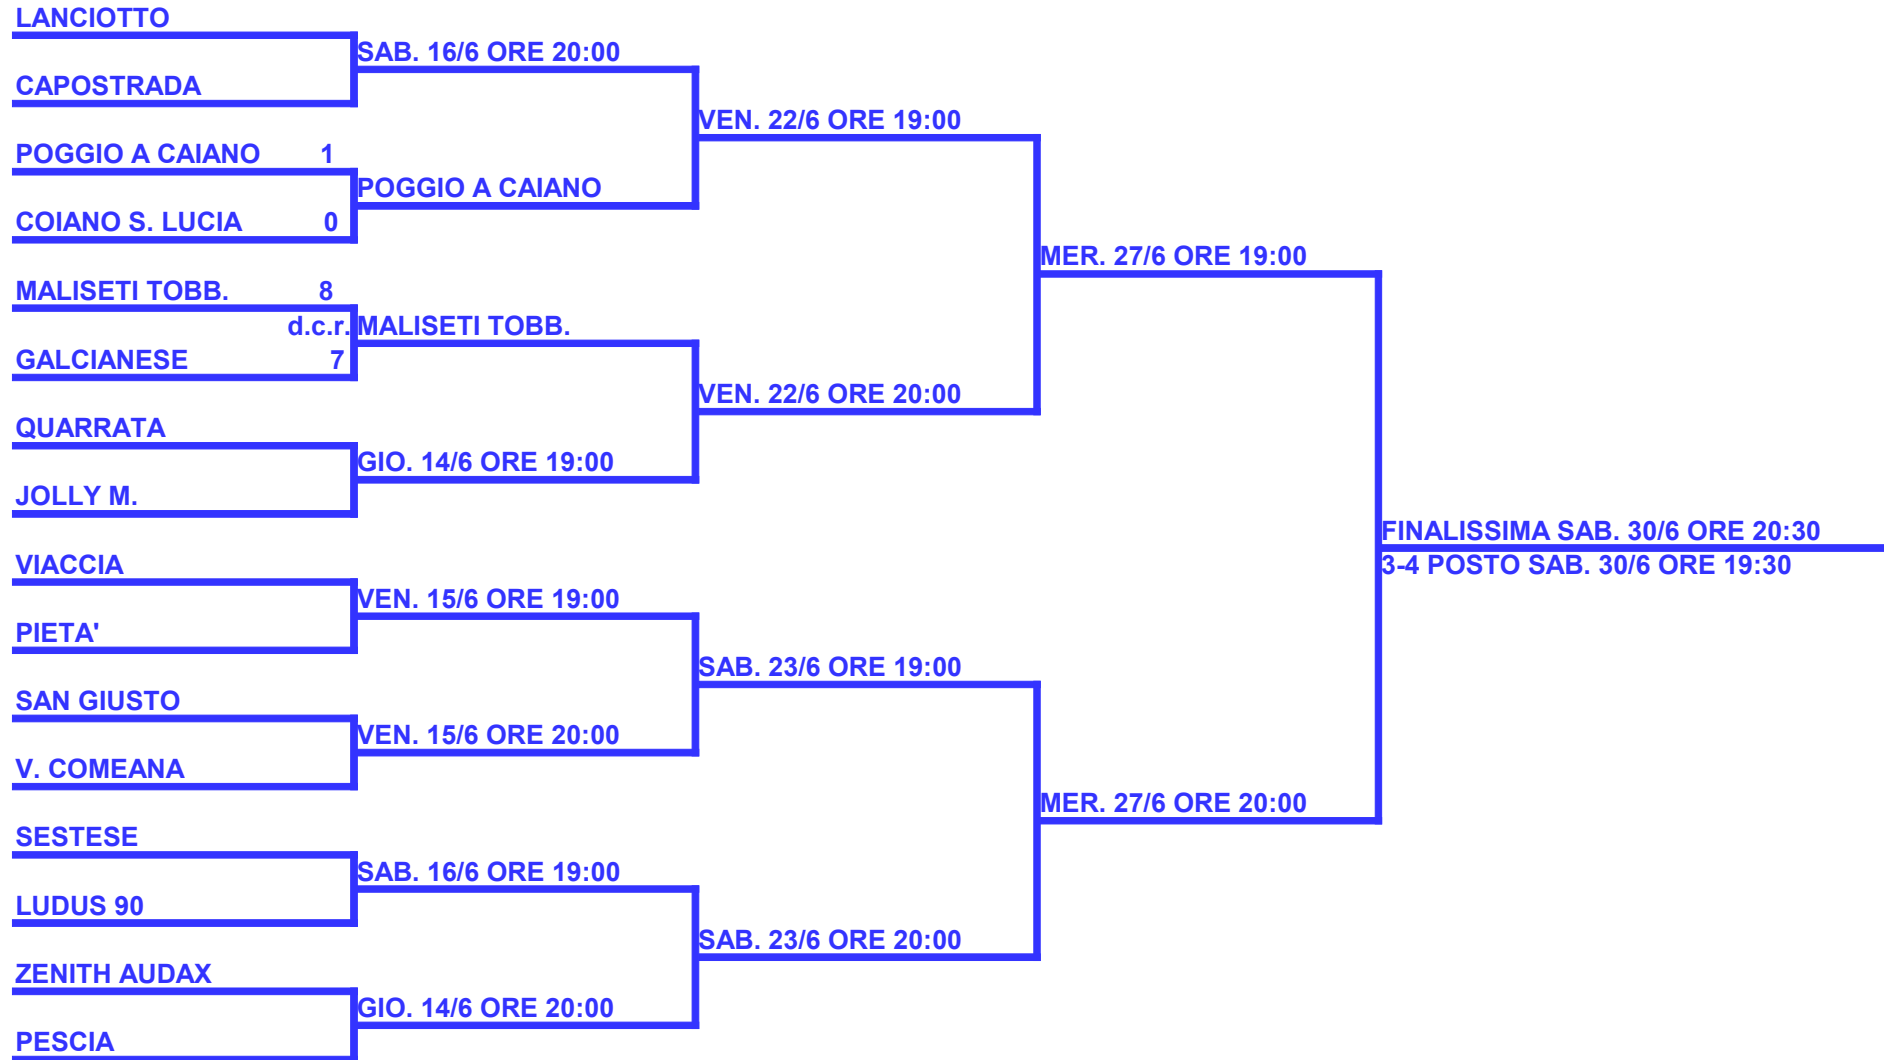 LANCIOTTO
SAB. 16/6 ORE 20:00
CAPOSTRADA
VEN. 22/6 ORE 19:00
POGGIO A CAIANO 1
POGGIO A CAIANO
COIANO S. LUCIA 0
MER. 27/6 ORE 19:00
MALISETI TOBB. 8
d.c.r. MALISETI TOBB.
GALCIANESE 7
VEN. 22/6 ORE 20:00
QUARRATA
GIO. 14/6 ORE 19:00
JOLLY M.
FINALISSIMA SAB. 30/6 ORE 20:30
VIACCIA
3-4 POSTO SAB. 30/6 ORE 19:30
VEN. 15/6 ORE 19:00
PIETA'
SAB. 23/6 ORE 19:00
SAN GIUSTO
VEN. 15/6 ORE 20:00
V. COMEANA
MER. 27/6 ORE 20:00
SESTESE
SAB. 16/6 ORE 19:00
LUDUS 90
SAB. 23/6 ORE 20:00
ZENITH AUDAX
GIO. 14/6 ORE 20:00
PESCIA